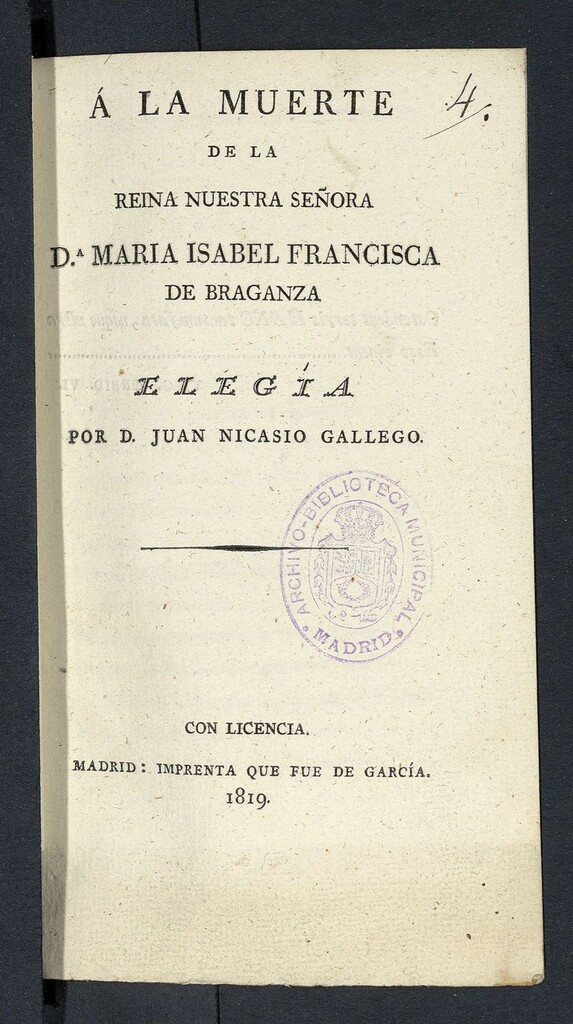 Á LA MUERTE
4.
DE LA
REINA NUESTRA SEÑORA
D.ª MARIA ISABEL FRANCISCA
DE BRAGANZA
ELEGÍA
POR D. JUAN NICASIO GALLEGO.
ARCHIVO-BIBLIOTECA MUNICIPAL
MADRID
CON LICENCIA.
MADRID: IMPRENTA QUE FUE DE GARCÍA.
1819.